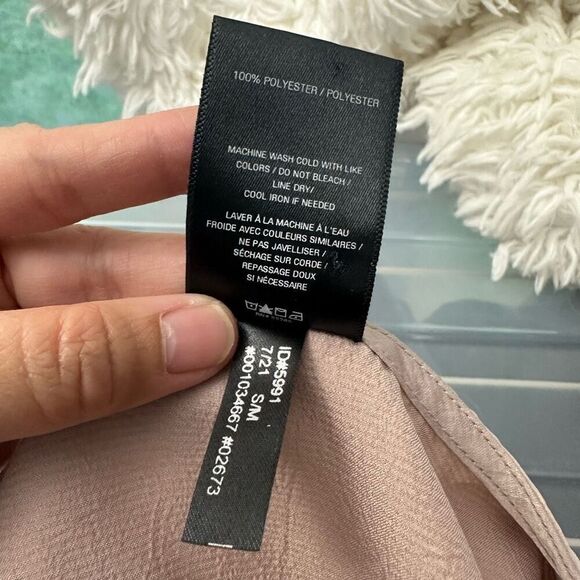 100% POLYESTER / POLYESTER
MACHINE WASH COLD WITH LIKE
COLORS / DO NOT BLEACH /
LINE DRY/
COOL IRON IF NEEDED
LAVER À LA MACHINE À L'EAU
FROIDE AVEC COULEURS SIMILAIRES /
NE PAS JAVELLISER /
SÉCHAGE SUR CORDE /
REPASSAGE DOUX
SI NÉCESSAIRE
ID#5991
7/21 S/M
#001034667 #02673